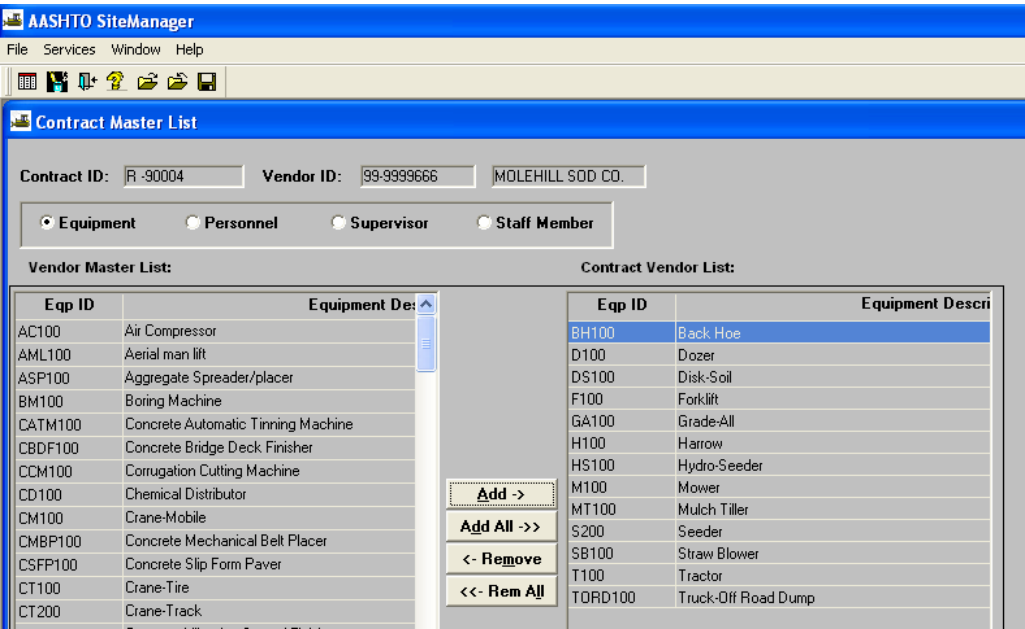 AASHTO SiteManager
File Services Window Help
Contract Master List
Contract ID: R -90004 Vendor ID: 99-9999666 MOLEHILL SOD CO.
Equipment Personnel Supervisor Staff Member
Vendor Master List:
Eqp ID Equipment Des
AC100 Air Compressor
AML100 Aerial man lift
ASP100 Aggregate Spreader/placer
BM100 Boring Machine
CATM100 Concrete Automatic Tinning Machine
CBDF100 Concrete Bridge Deck Finisher
CCM100 Corrugation Cutting Machine
CD100 Chemical Distributor
CM100 Crane-Mobile
CMBP100 Concrete Mechanical Belt Placer
CSFP100 Concrete Slip Form Paver
CT100 Crane-Tire
CT200 Crane-Track
Add ->
Add All ->>
<- Remove
<<- Rem All
Contract Vendor List:
Eqp ID Equipment Descri
BH100 Back Hoe
D100 Dozer
DS100 Disk-Soil
F100 Forklift
GA100 Grade-All
H100 Harrow
HS100 Hydro-Seeder
M100 Mower
MT100 Mulch Tiller
S200 Seeder
SB100 Straw Blower
T100 Tractor
TORD100 Truck-Off Road Dump